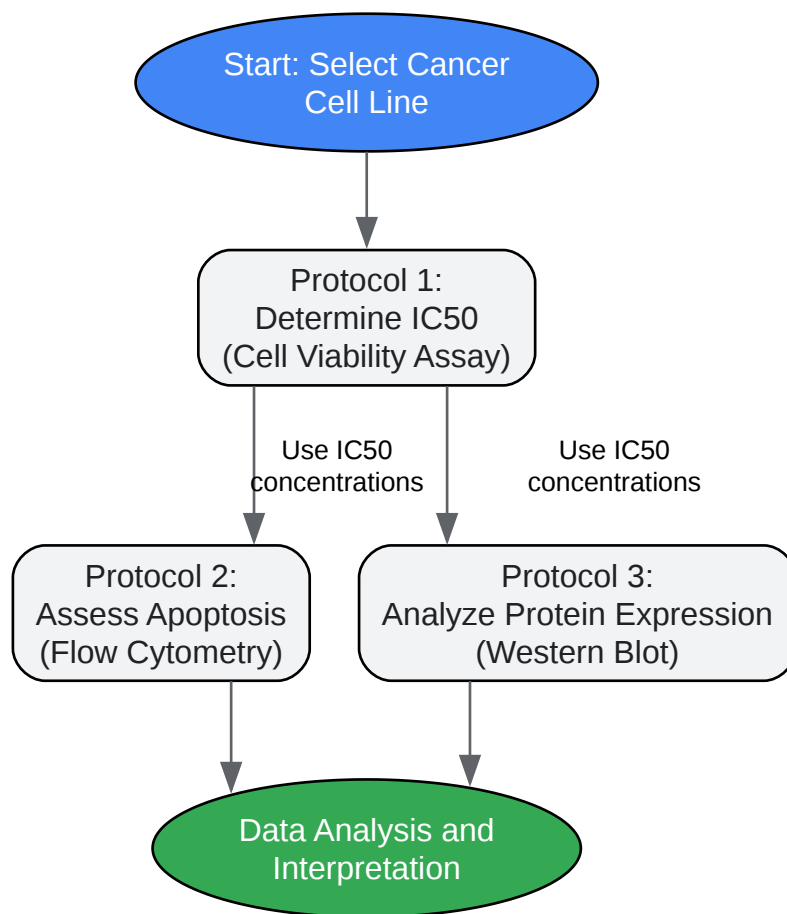 Start: Select Cancer
Cell Line
Protocol 1:
Determine IC50
(Cell Viability Assay)
Use IC50
concentrations
Use IC50
concentrations
Protocol 2:
Assess Apoptosis
(Flow Cytometry)
Protocol 3:
Analyze Protein Expression
(Western Blot)
Data Analysis and
Interpretation